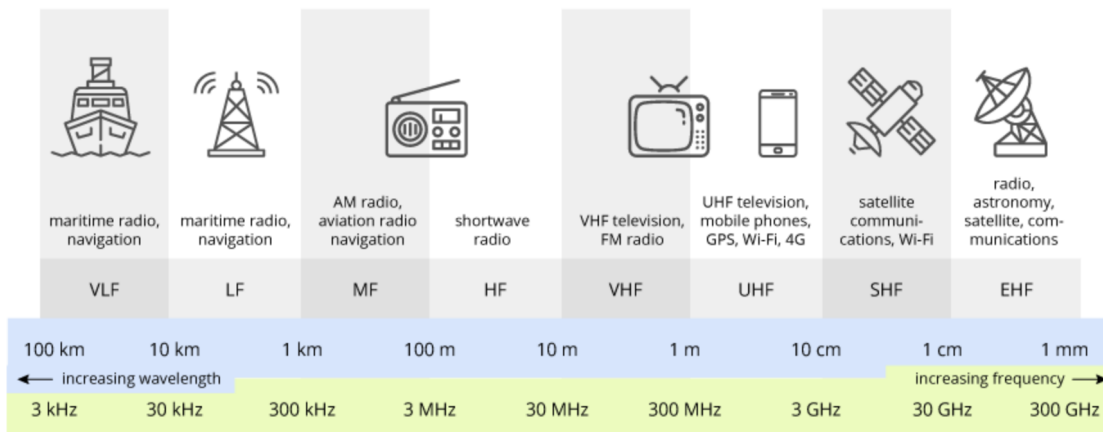 maritime radio,
navigation
maritime radio,
navigation
AM radio,
aviation radio
navigation
shortwave
radio
VHF television,
FM radio
UHF television,
mobile phones,
GPS, Wi-Fi, 4G
satellite
communi-
cations, Wi-Fi
radio,
astronomy,
satellite, com-
munications
VLF LF MF HF VHF UHF SHF EHF
100 km 10 km 1 km 100 m 10 m 1 m 10 cm 1 cm 1 mm
increasing wavelength increasing frequency
3 kHz 30 kHz 300 kHz 3 MHz 30 MHz 300 MHz 3 GHz 30 GHz 300 GHz